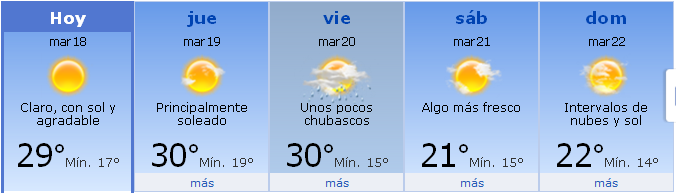 Hoy
mar18
Claro, con sol y
agradable
29° Mín. 17°
jue
mar19
Principalmente
soleado
30° Mín. 19°
más
vie
mar20
Unos pocos
chubascos
30° Mín. 15°
más
sáb
mar21
Algo más fresco
21° Mín. 15°
más
dom
mar22
Intervalos de
nubes y sol
22° Mín. 14°
más